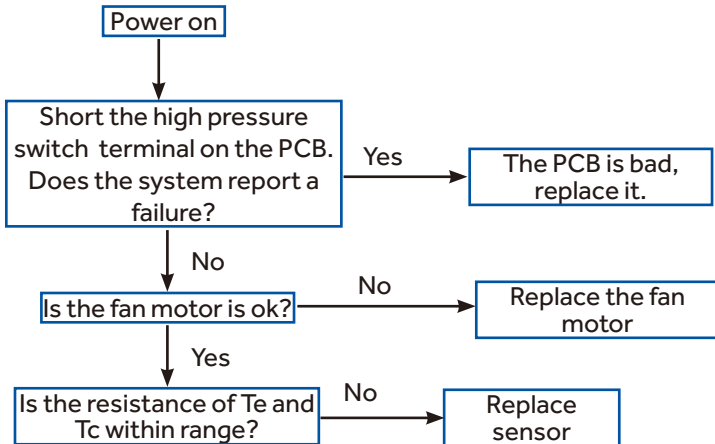 Power on
Short the high pressure
switch terminal on the PCB.
Does the system report a
failure?
Yes
The PCB is bad,
replace it.
No
Is the fan motor is ok?
No
Replace the fan
motor
Yes
Is the resistance of Te and
Tc within range?
No
Replace
sensor